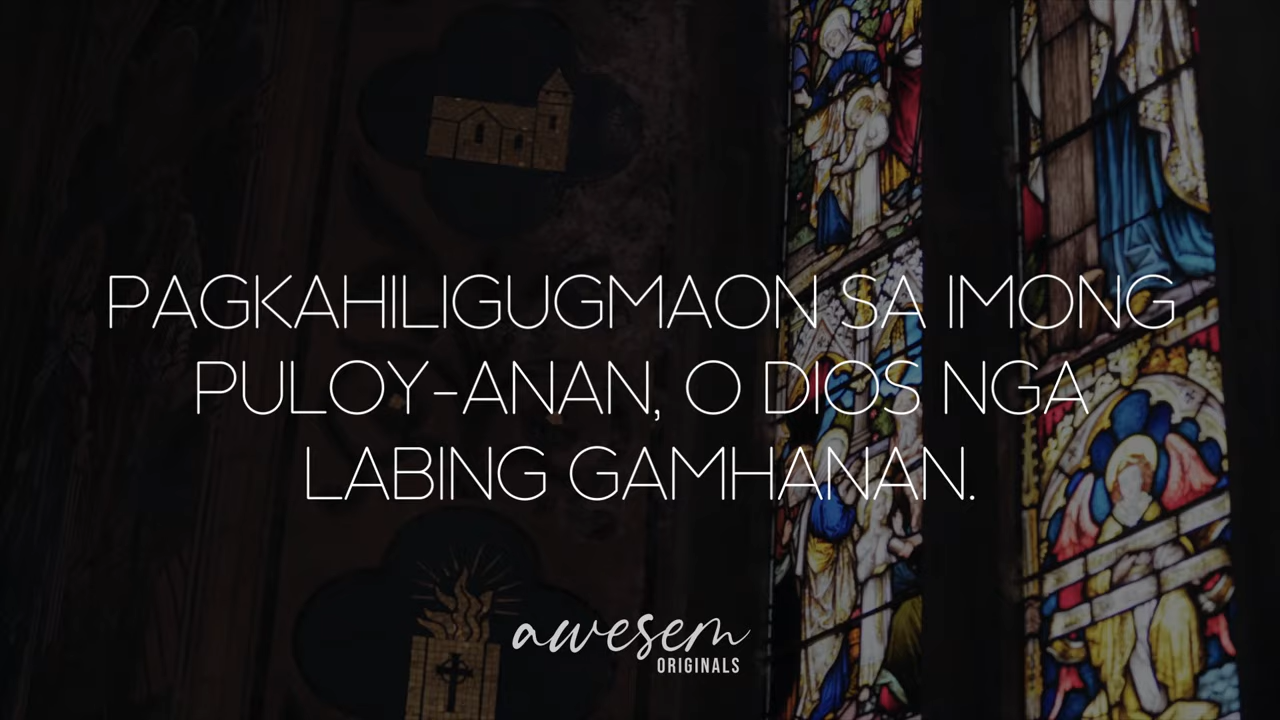 PAGKAHILIGUGMAON SA IMONG
PULOY-ANAN, O DIOS NGA
LABING GAMHANAN.
awesem
ORIGINALS